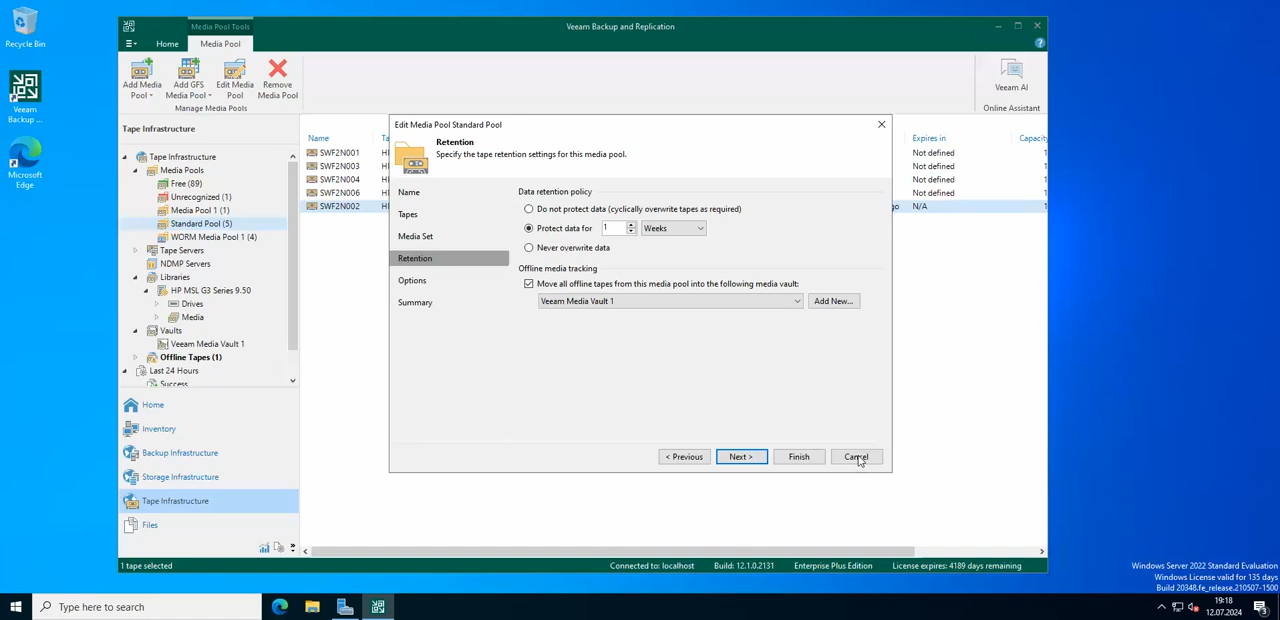 Recycle Bin
Veeam
Backup ...
Microsoft
Edge
Media Pool Tools
Veeam Backup and Replication
Home
Media Pool
Add Media
Pool
Add GFS
Media Pool
Edit Media
Pool
Remove
Media Pool
Manage Media Pools
Veeam AI
Online Assistant
Tape Infrastructure
Tape Infrastructure
Media Pools
Free (89)
Unrecognized (1)
Media Pool 1 (1)
Standard Pool (5)
WORM Media Pool 1 (4)
Tape Servers
NDMP Servers
Libraries
HP MSL G3 Series 9.50
Drives
Media
Vaults
Veeam Media Vault 1
Offline Tapes (1)
Last 24 Hours
Success
Home
Inventory
Backup Infrastructure
Storage Infrastructure
Tape Infrastructure
Files
Name
SWF2N001
SWF2N003
SWF2N004
SWF2N006
SWF2N002
Edit Media Pool Standard Pool
Retention
Specify the tape retention settings for this media pool.
Name
Tapes
Media Set
Retention
Options
Summary
Data retention policy
Do not protect data (cyclically overwrite tapes as required)
Protect data for 1 Weeks
Never overwrite data
Offline media tracking
Move all offline tapes from this media pool into the following media vault:
Veeam Media Vault 1
Add New...
< Previous
Next >
Finish
Cancel
Expires in
Capacity
Not defined
Not defined
Not defined
Not defined
go N/A
1 tape selected
Connected to: localhost
Build: 12.1.0.2131
Enterprise Plus Edition
License expires: 4189 days remaining
Windows Server 2022 Standard Evaluation
Windows License valid for 135 days
Build 20348.fe_release.210507-1500
Type here to search
19:18
12.07.2024
3